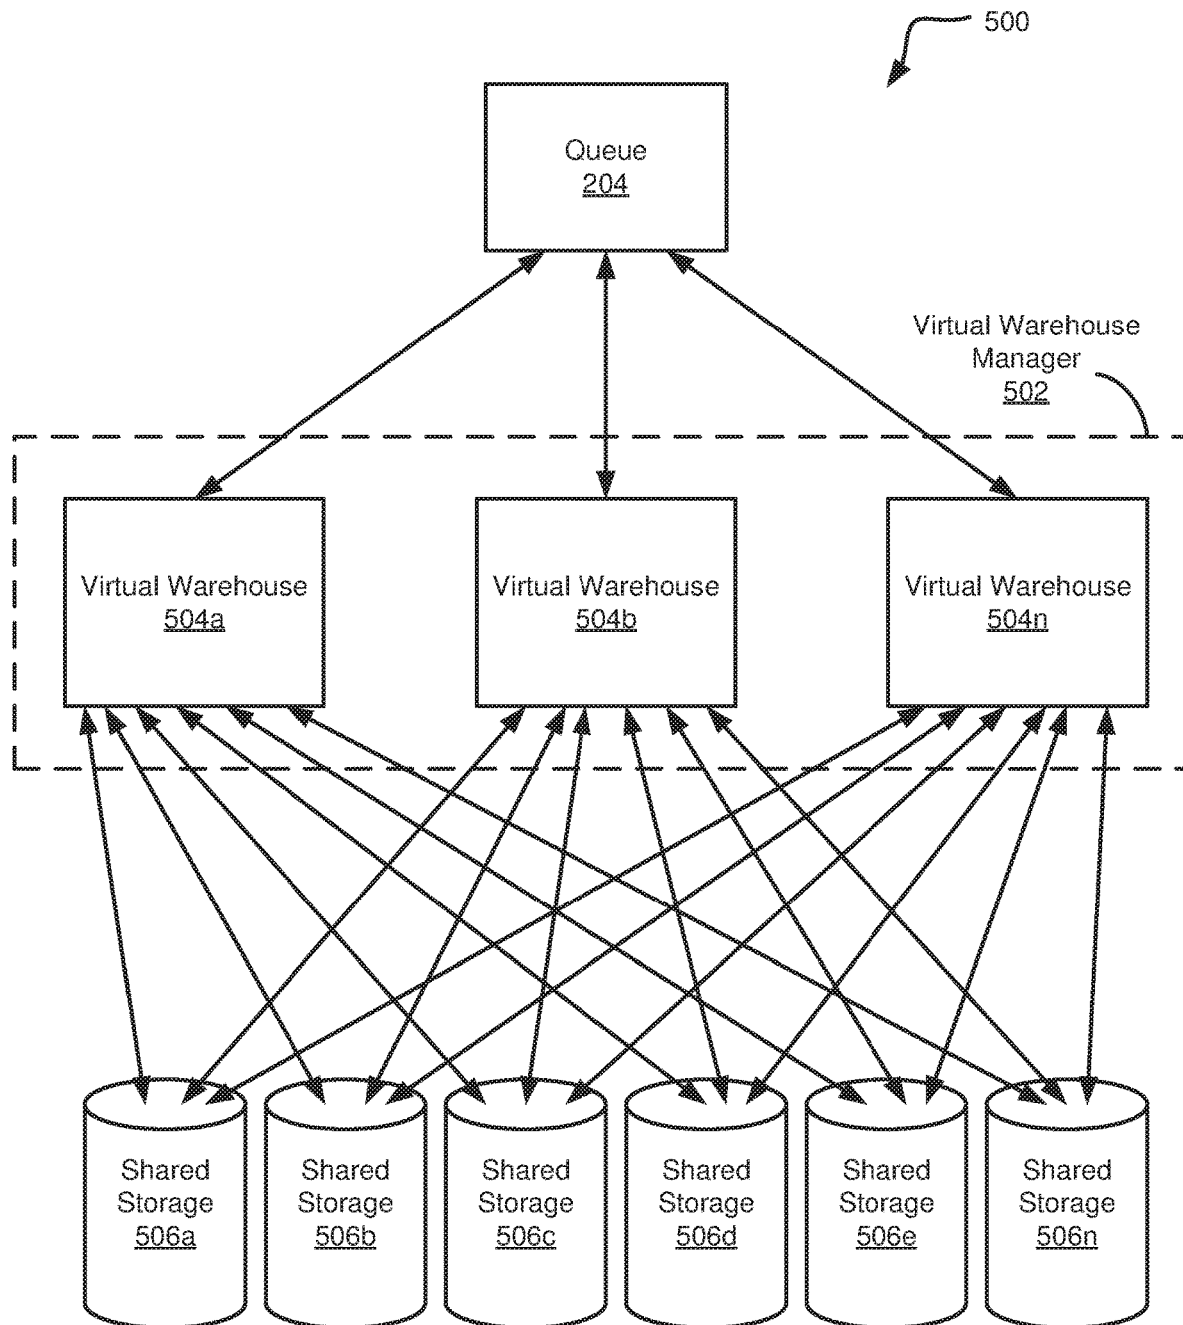 500
Queue
204
Virtual Warehouse
Manager
502
Virtual Warehouse
504a
Virtual Warehouse
504b
Virtual Warehouse
504n
Shared
Storage
506a
Shared
Storage
506b
Shared
Storage
506c
Shared
Storage
506d
Shared
Storage
506e
Shared
Storage
506n